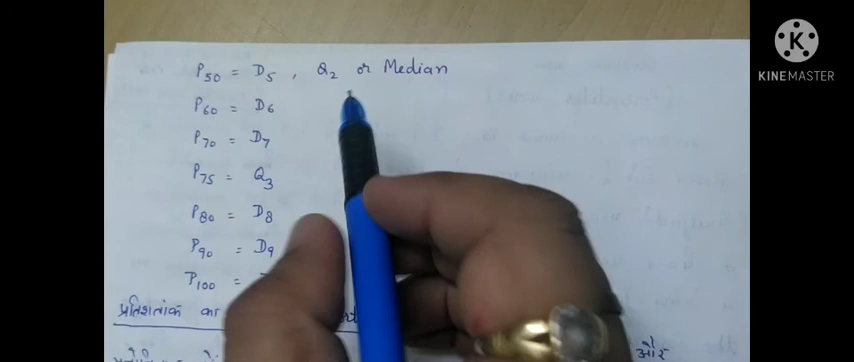 P50 = D5, Q2 or Median
P60 = D6
P70 = D7
P75 = Q3
P80 = D8
P90 = D9
P100 =
प्रतिशतांक का
और
K
KINEMASTER